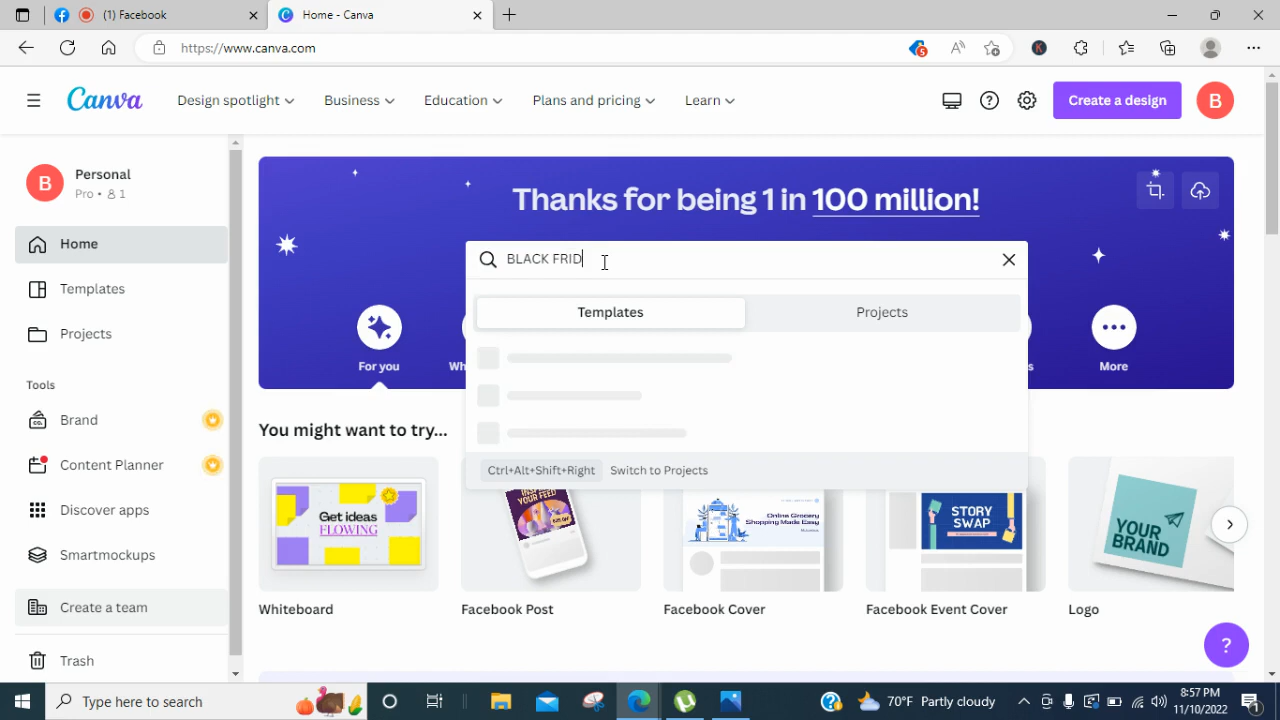 (1) Facebook
Home - Canva
https://www.canva.com
5
A
K
Canva
Design spotlight
Business
Education
Plans and pricing
Learn
Create a design
B
B
Personal
Pro • 1
Home
Templates
Projects
Tools
Brand
Content Planner
Discover apps
Smartmockups
Create a team
Trash
Thanks for being 1 in 100 million!
BLACK FRID
Templates
Projects
Ctrl+Alt+Shift+Right
Switch to Projects
For you
Wh
s
More
You might want to try...
Get ideas
FLOWING
YOUR FEED
Online Grocery
Shopping Made Easy
STORY
SWAP
YOUR
BRAND
Whiteboard
Facebook Post
Facebook Cover
Facebook Event Cover
Logo
?
Type here to search
70°F Partly cloudy
8:57 PM
11/10/2022
1